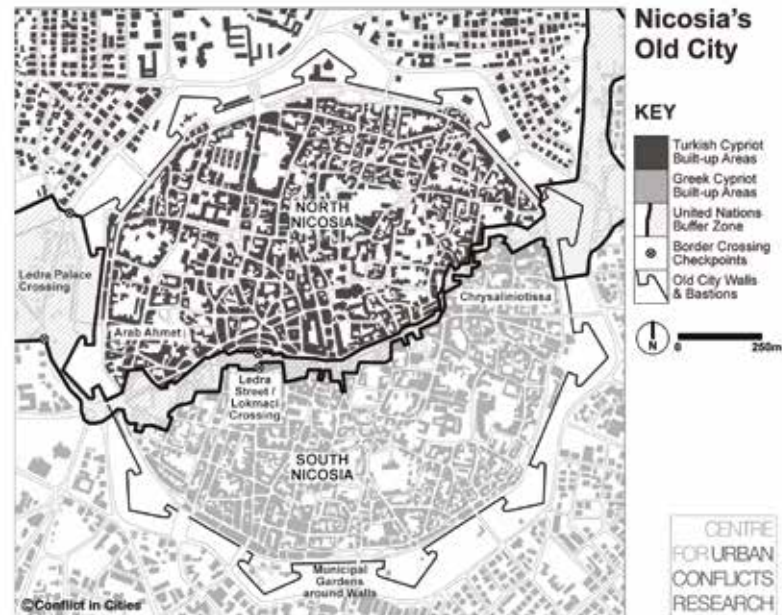 Nicosia's
Old City
KEY
Turkish Cypriot
Built-up Areas
Greek Cypriot
Built-up Areas
United Nations
Buffer Zone
Border Crossing
Checkpoints
Old City Walls
& Bastions
N
0
250m
NORTH
NICOSIA
Ledra Palace
Crossing
Chrysaliniotissa
Arab Ahmet
Ledra
Street /
Lokmaci
Crossing
SOUTH
NICOSIA
Municipal
Gardens
around Walls
©Conflict in Cities
CENTRE
FOR URBAN
CONFLICTS
RESEARCH